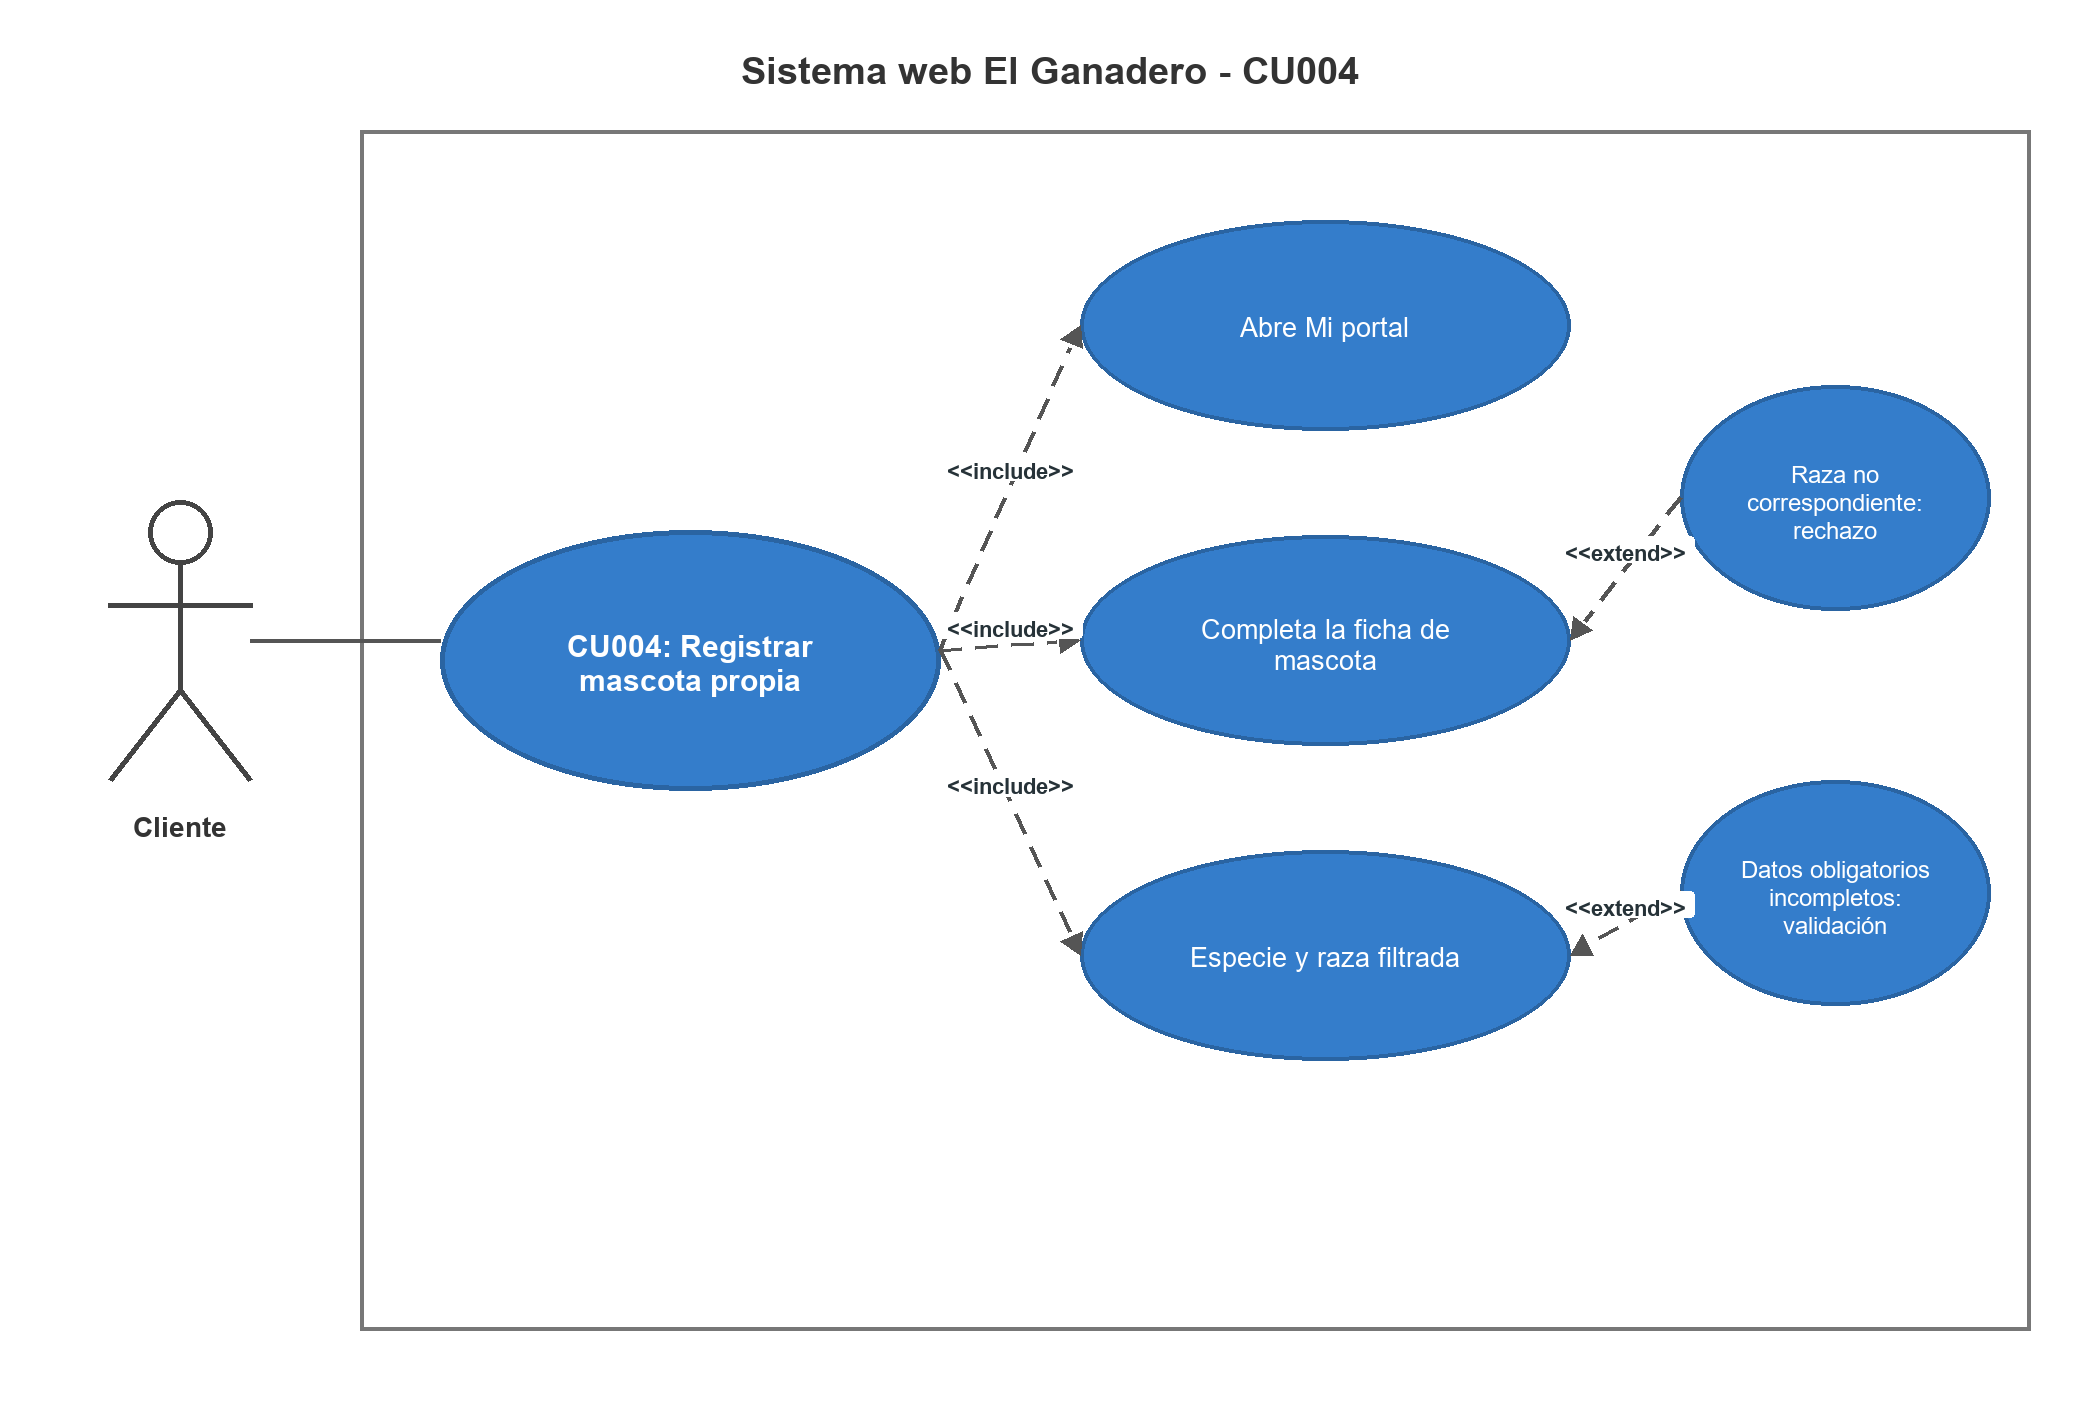 Sistema web El Ganadero - CU004
Abre Mi portal
<<include>>
Raza no
correspondiente:
rechazo
<<extend>>
<<include>>
Completa la ficha de
mascota
CU004: Registrar
mascota propia
<<include>>
Cliente
Datos obligatorios
incompletos:
validación
<<extend>>
Especie y raza filtrada